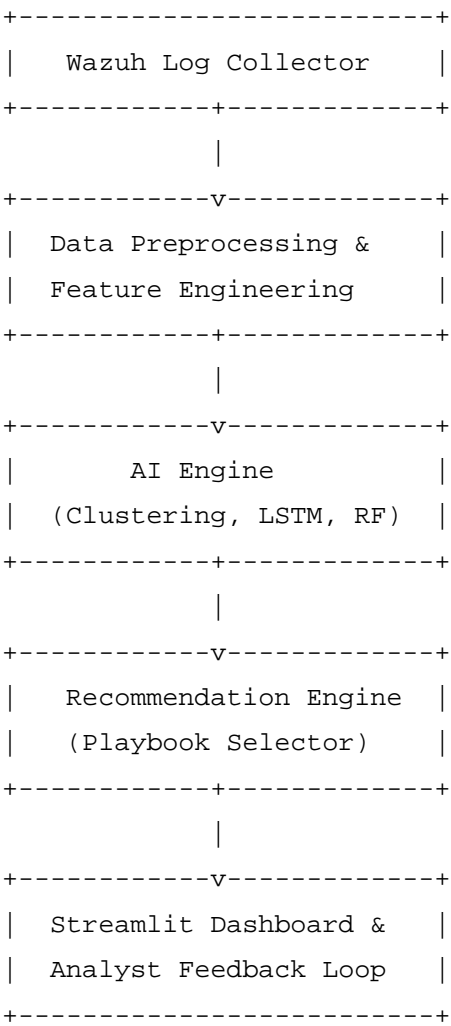 +--------------------------+
|   Wazuh Log Collector    |
+------------+-------------+
             |
+------------v-------------+
|  Data Preprocessing &    |
|  Feature Engineering     |
+------------+-------------+
             |
+------------v-------------+
|       AI Engine          |
|  (Clustering, LSTM, RF)  |
+------------+-------------+
             |
+------------v-------------+
|   Recommendation Engine  |
|   (Playbook Selector)    |
+------------+-------------+
             |
+------------v-------------+
|  Streamlit Dashboard &   |
|  Analyst Feedback Loop   |
+--------------------------+